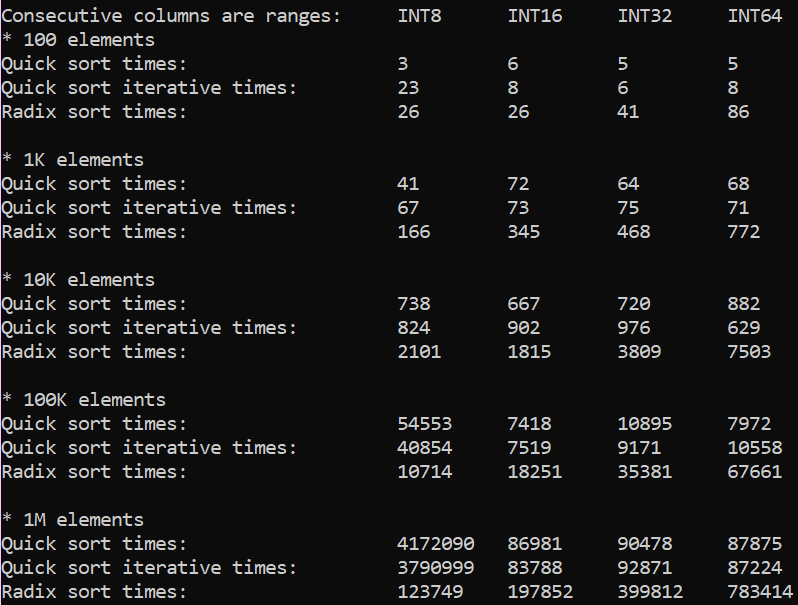 Consecutive columns are ranges: INT8 INT16 INT32 INT64
* 100 elements
Quick sort times: 3 6 5 5
Quick sort iterative times: 23 8 6 8
Radix sort times: 26 26 41 86
* 1K elements
Quick sort times: 41 72 64 68
Quick sort iterative times: 67 73 75 71
Radix sort times: 166 345 468 772
* 10K elements
Quick sort times: 738 667 720 882
Quick sort iterative times: 824 902 976 629
Radix sort times: 2101 1815 3809 7503
* 100K elements
Quick sort times: 54553 7418 10895 7972
Quick sort iterative times: 40854 7519 9171 10558
Radix sort times: 10714 18251 35381 67661
* 1M elements
Quick sort times: 4172090 86981 90478 87875
Quick sort iterative times: 3790999 83788 92871 87224
Radix sort times: 123749 197852 399812 783414